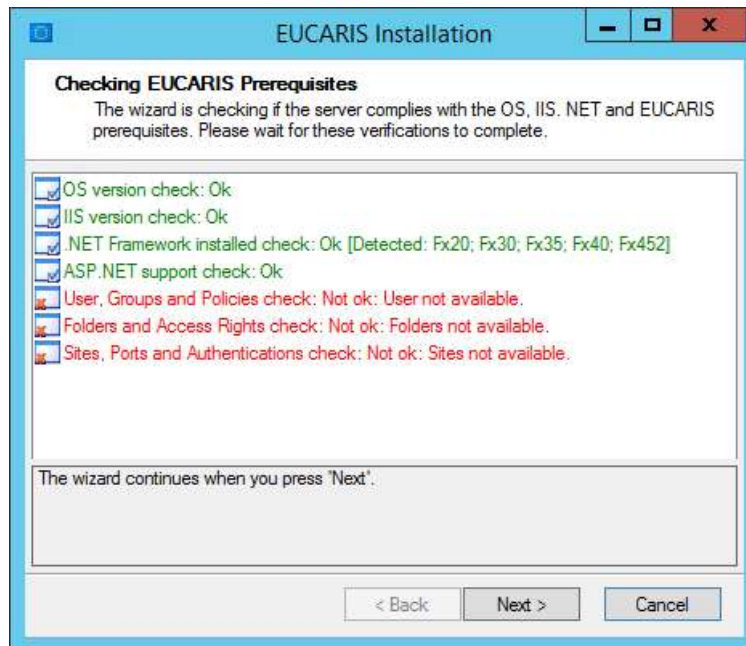 EUCARIS Installation
Checking EUCARIS Prerequisites
The wizard is checking if the server complies with the OS, IIS. NET and EUCARIS
prerequisites. Please wait for these verifications to complete.
OS version check: Ok
IIS version check: Ok
.NET Framework installed check: Ok [Detected: Fx20; Fx30; Fx35; Fx40; Fx452]
ASP.NET support check: Ok
User, Groups and Policies check: Not ok: User not available.
Folders and Access Rights check: Not ok: Folders not available.
Sites, Ports and Authentications check: Not ok: Sites not available.
The wizard continues when you press 'Next'.
< Back Next > Cancel